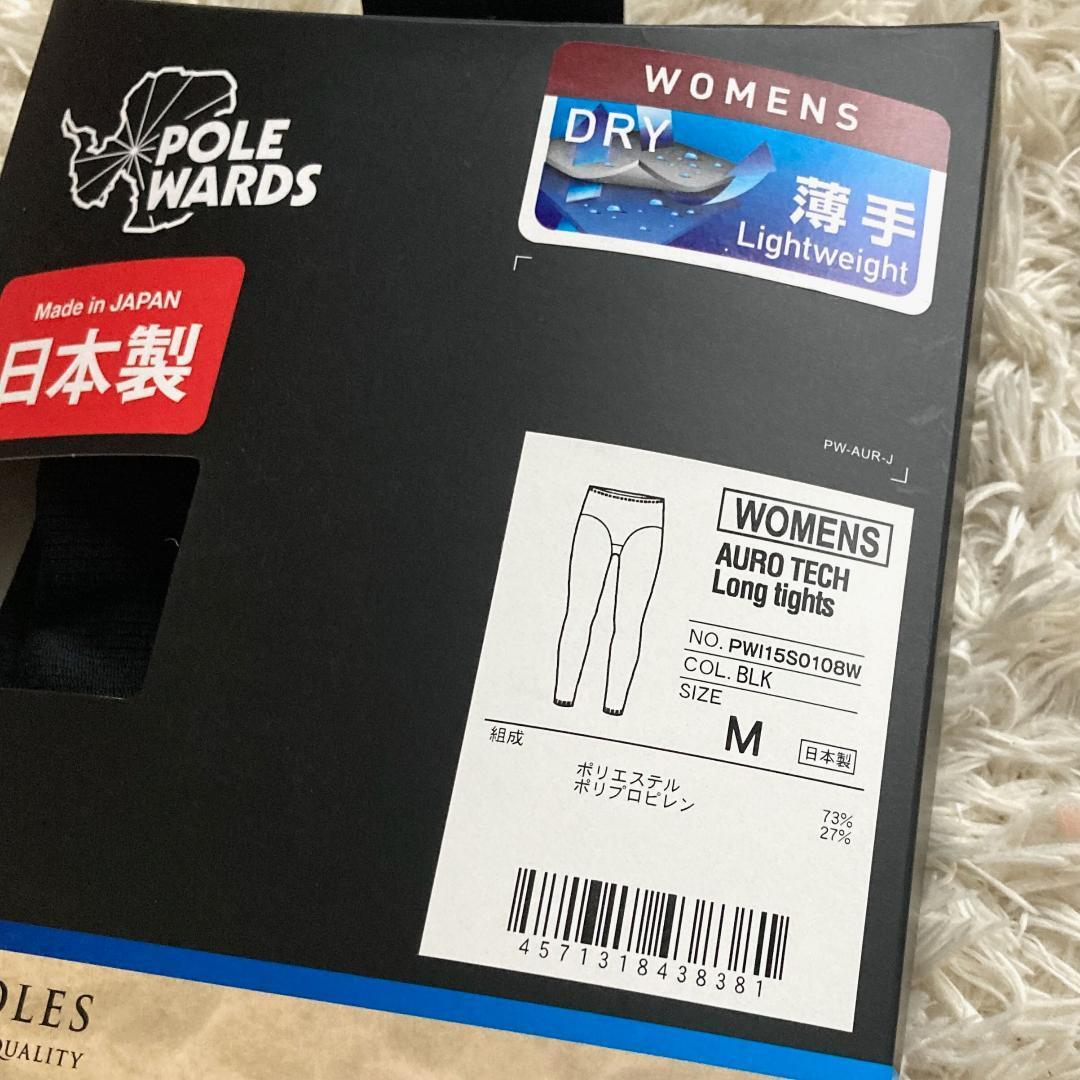 POLE
WARDS
WOMENS
DRY
薄手
Lightweight
Made in JAPAN
日本製
PW-AUR-J
WOMENS
AURO TECH
Long tights
NO. PWI15S0108W
COL. BLK
SIZE
M
日本製
組成
ポリエステル 73%
ポリプロピレン 27%
4571318438381
OLES
QUALITY